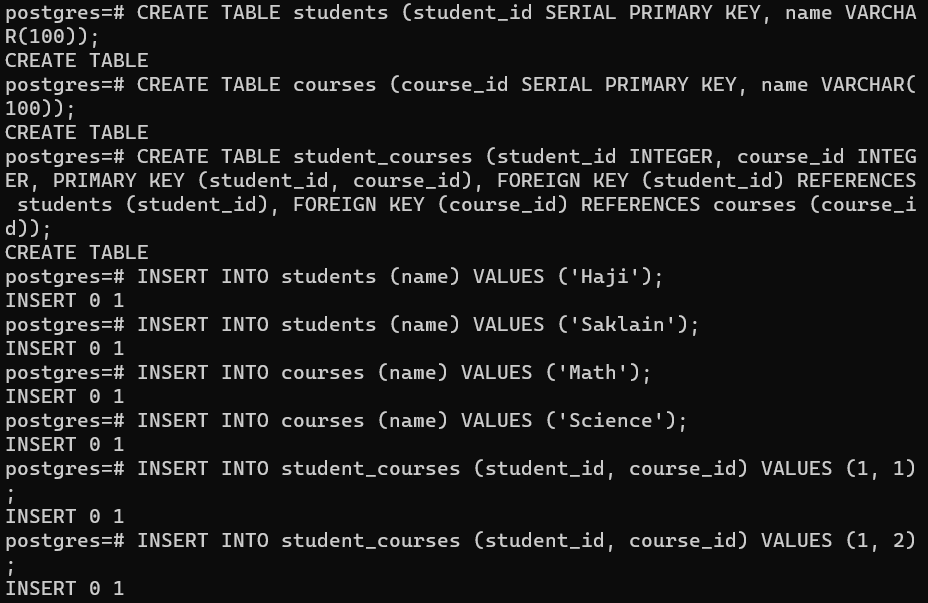 postgres=# CREATE TABLE students (student_id SERIAL PRIMARY KEY, name VARCHA
R(100));
CREATE TABLE
postgres=# CREATE TABLE courses (course_id SERIAL PRIMARY KEY, name VARCHAR(
100));
CREATE TABLE
postgres=# CREATE TABLE student_courses (student_id INTEGER, course_id INTEG
ER, PRIMARY KEY (student_id, course_id), FOREIGN KEY (student_id) REFERENCES
 students (student_id), FOREIGN KEY (course_id) REFERENCES courses (course_i
d));
CREATE TABLE
postgres=# INSERT INTO students (name) VALUES ('Haji');
INSERT 0 1
postgres=# INSERT INTO students (name) VALUES ('Saklain');
INSERT 0 1
postgres=# INSERT INTO courses (name) VALUES ('Math');
INSERT 0 1
postgres=# INSERT INTO courses (name) VALUES ('Science');
INSERT 0 1
postgres=# INSERT INTO student_courses (student_id, course_id) VALUES (1, 1)
;
INSERT 0 1
postgres=# INSERT INTO student_courses (student_id, course_id) VALUES (1, 2)
;
INSERT 0 1